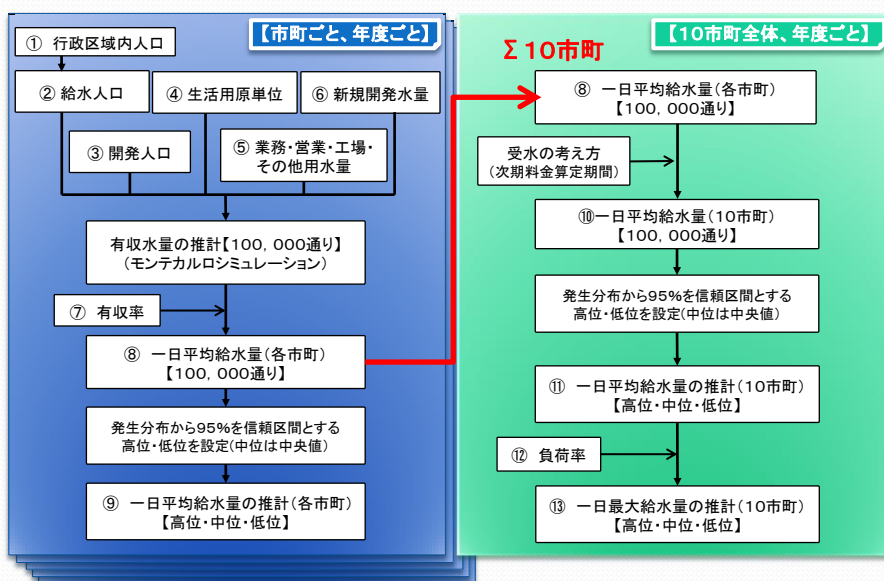 【市町ごと、年度ごと】
① 行政区域内人口
② 給水人口
④ 生活用原単位
⑥ 新規開発水量
③ 開発人口
⑤ 業務・営業・工場・
その他用水量
有収水量の推計【100,000通り】
(モンテカルロシミュレーション)
⑦ 有収率
⑧ 一日平均給水量(各市町)
【100,000通り】
発生分布から95%を信頼区間とする
高位・低位を設定(中位は中央値)
⑨ 一日平均給水量の推計(各市町)
【高位・中位・低位】
Σ10市町
【10市町全体、年度ごと】
⑧ 一日平均給水量(各市町)
【100,000通り】
受水の考え方
(次期料金算定期間)
⑩一日平均給水量(10市町)
【100,000通り】
発生分布から95%を信頼区間とする
高位・低位を設定(中位は中央値)
⑪ 一日平均給水量の推計(10市町)
【高位・中位・低位】
⑫ 負荷率
⑬ 一日最大給水量の推計(10市町)
【高位・中位・低位】